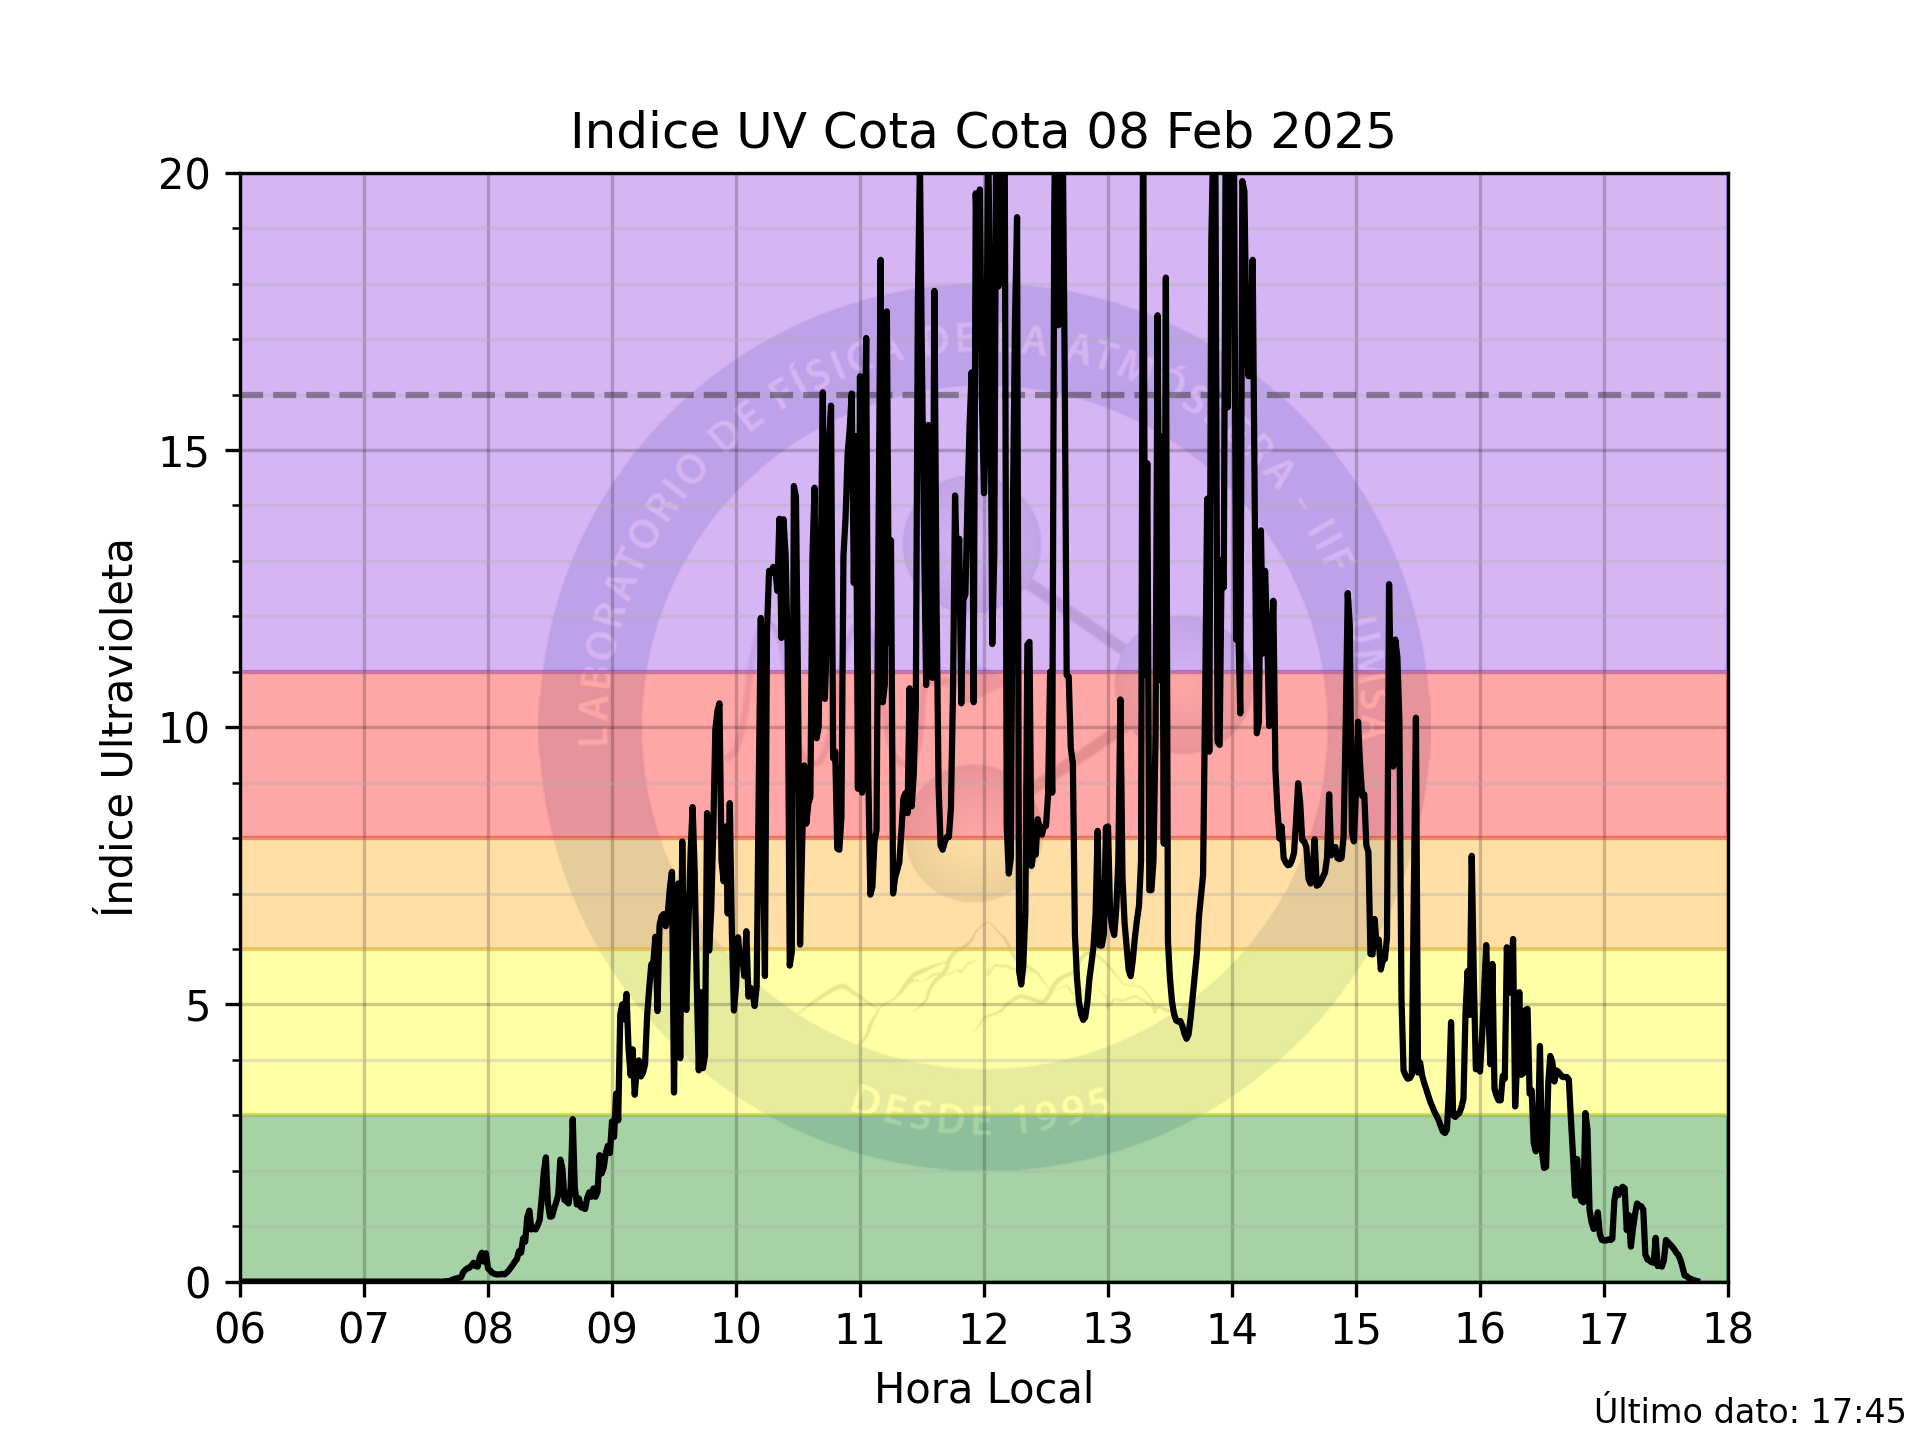 Indice UV Cota Cota 08 Feb 2025
20
15
10
5
0
Índice Ultravioleta
LABORATORIO DE FÍSICA DE LA ATMÓSFERA - IIF UMSA
DESDE 1995
06 07 08 09 10 11 12 13 14 15 16 17 18
Hora Local
Último dato: 17:45